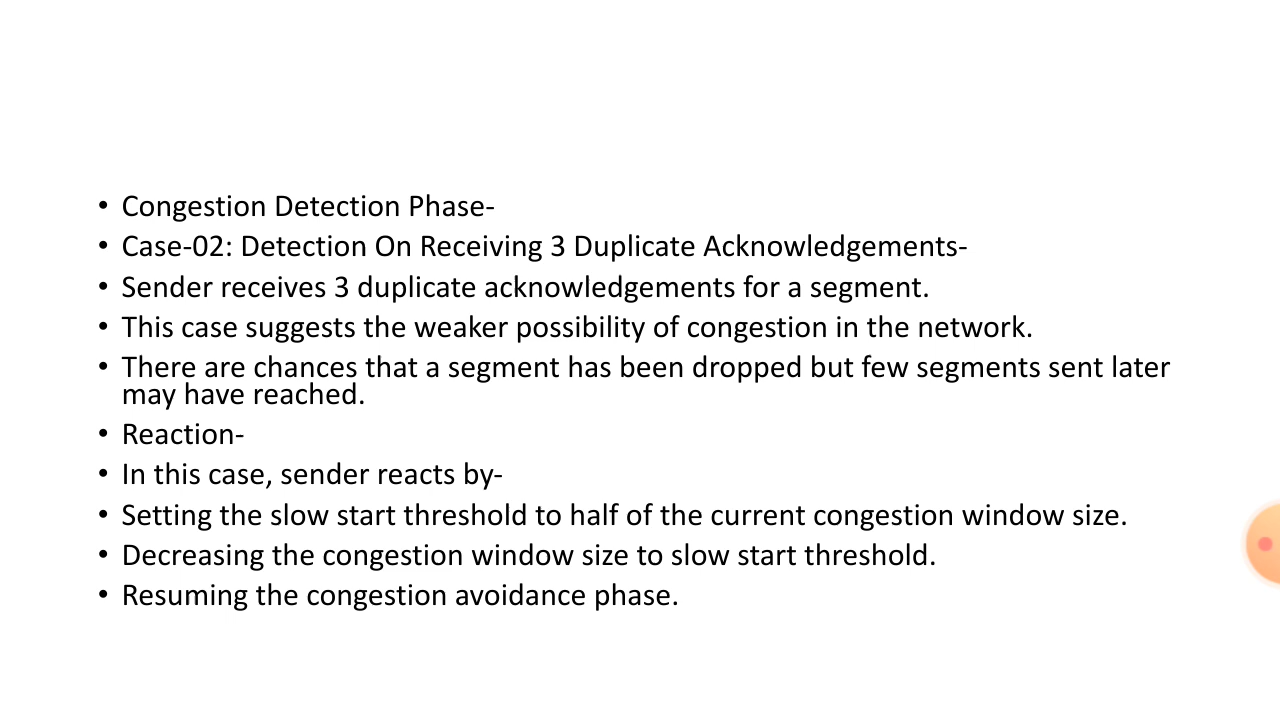 • Congestion Detection Phase-
• Case-02: Detection On Receiving 3 Duplicate Acknowledgements-
• Sender receives 3 duplicate acknowledgements for a segment.
• This case suggests the weaker possibility of congestion in the network.
• There are chances that a segment has been dropped but few segments sent later
may have reached.
• Reaction-
• In this case, sender reacts by-
• Setting the slow start threshold to half of the current congestion window size.
• Decreasing the congestion window size to slow start threshold.
• Resuming the congestion avoidance phase.